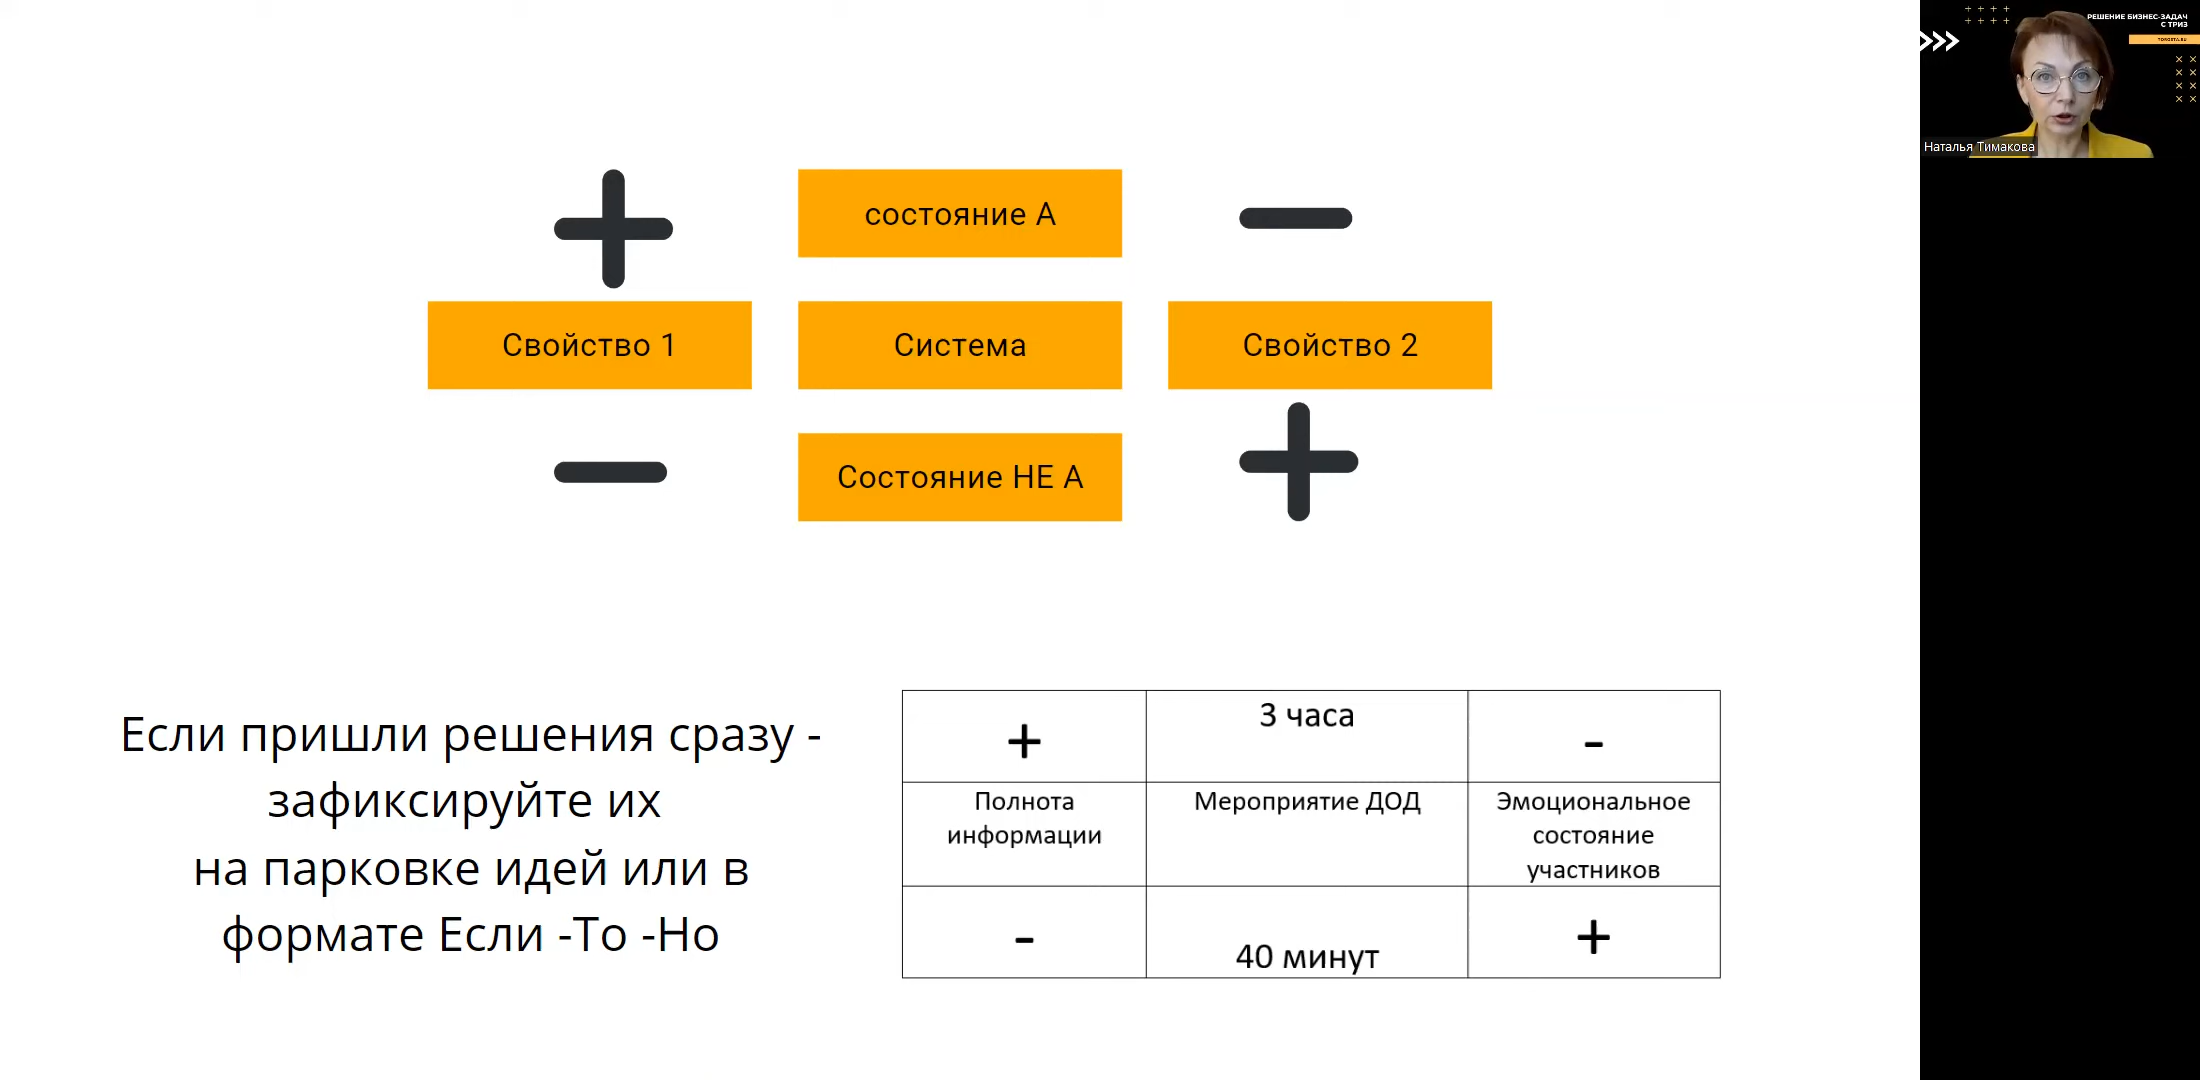 состояние А
Свойство 1
Система
Свойство 2
Состояние НЕ А
Если пришли решения сразу -
зафиксируйте их
на парковке идей или в
формате Если -То -Но
+
3 часа
-
Полнота
информации
Мероприятие ДОД
Эмоциональное
состояние
участников
-
40 минут
+
РЕШЕНИЕ БИЗНЕС-ЗАДАЧ
С ТРИЗ
Наталья Тимакова